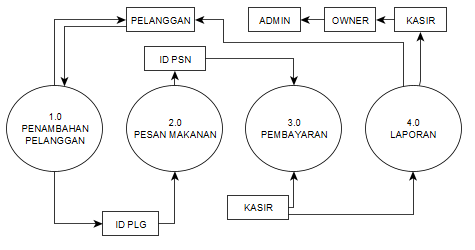 PELANGGAN
ADMIN
OWNER
KASIR
ID PSN
1.0
PENAMBAHAN
PELANGGAN
2.0
PESAN MAKANAN
3.0
PEMBAYARAN
4.0
LAPORAN
KASIR
ID PLG